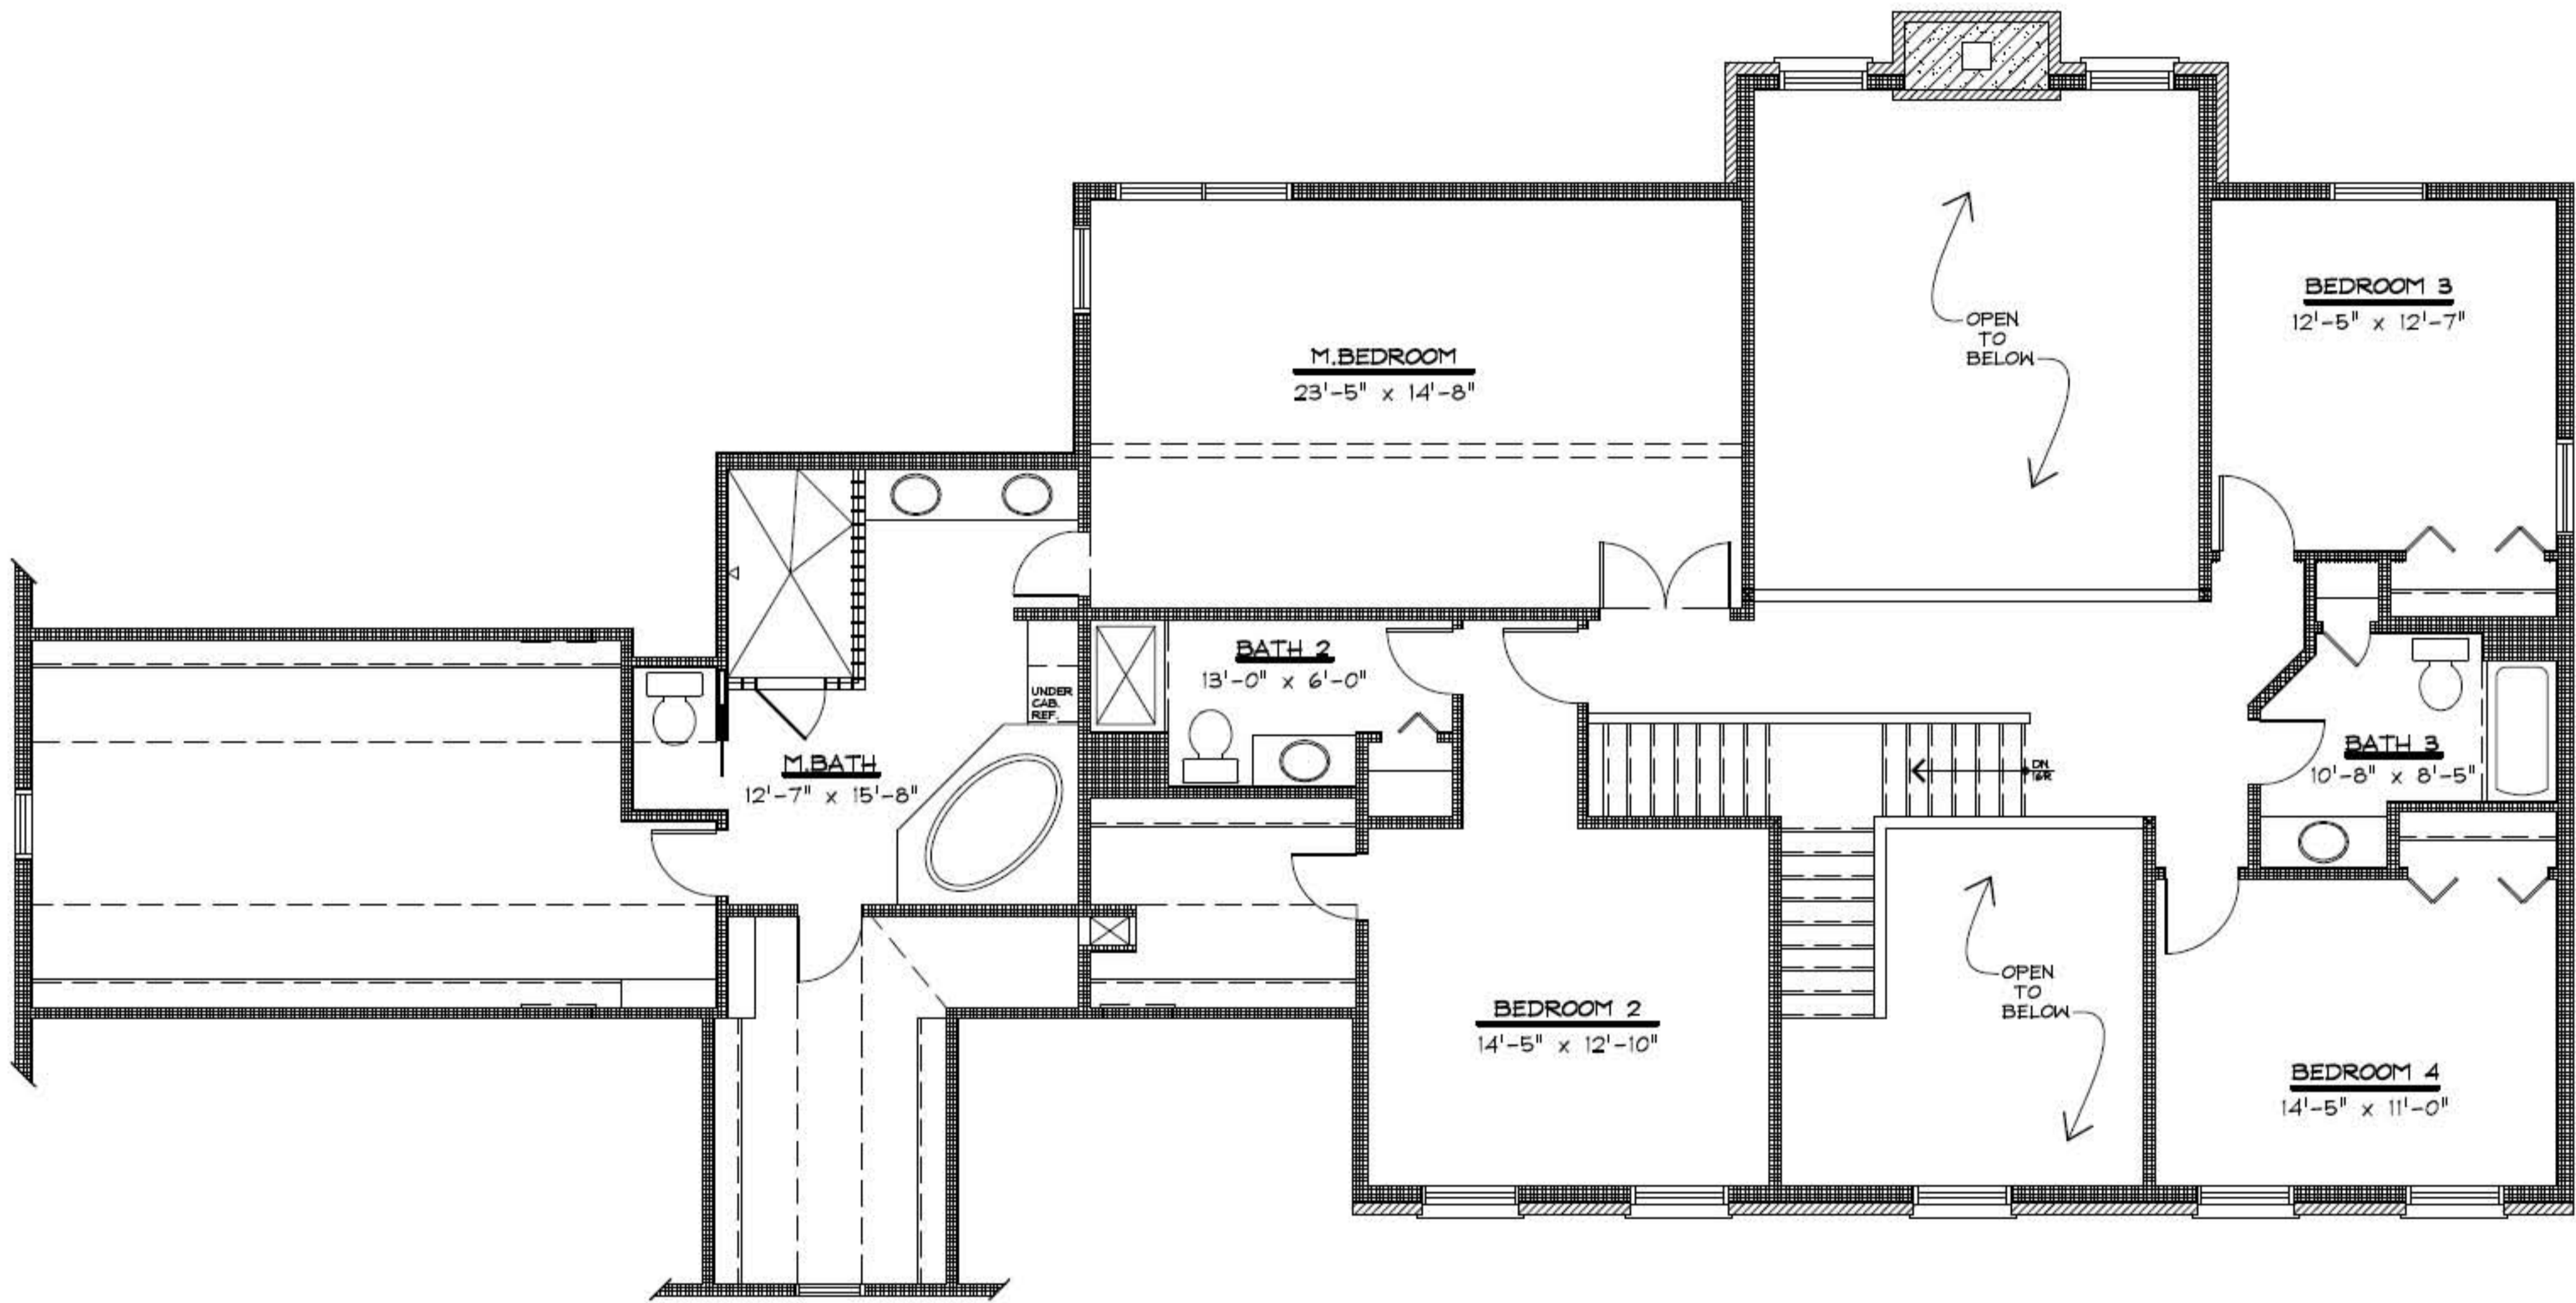 BEDROOM 3
12'-5" x 12'-7"
OPEN
TO
BELOW
M.BEDROOM
23'-5" x 14'-8"
BATH 2
13'-0" x 6'-0"
UNDER
CAB.
REF.
M.BATH
12'-7" x 15'-8"
DN.
16R
BATH 3
10'-8" x 8'-5"
OPEN
TO
BELOW
BEDROOM 2
14'-5" x 12'-10"
BEDROOM 4
14'-5" x 11'-0"